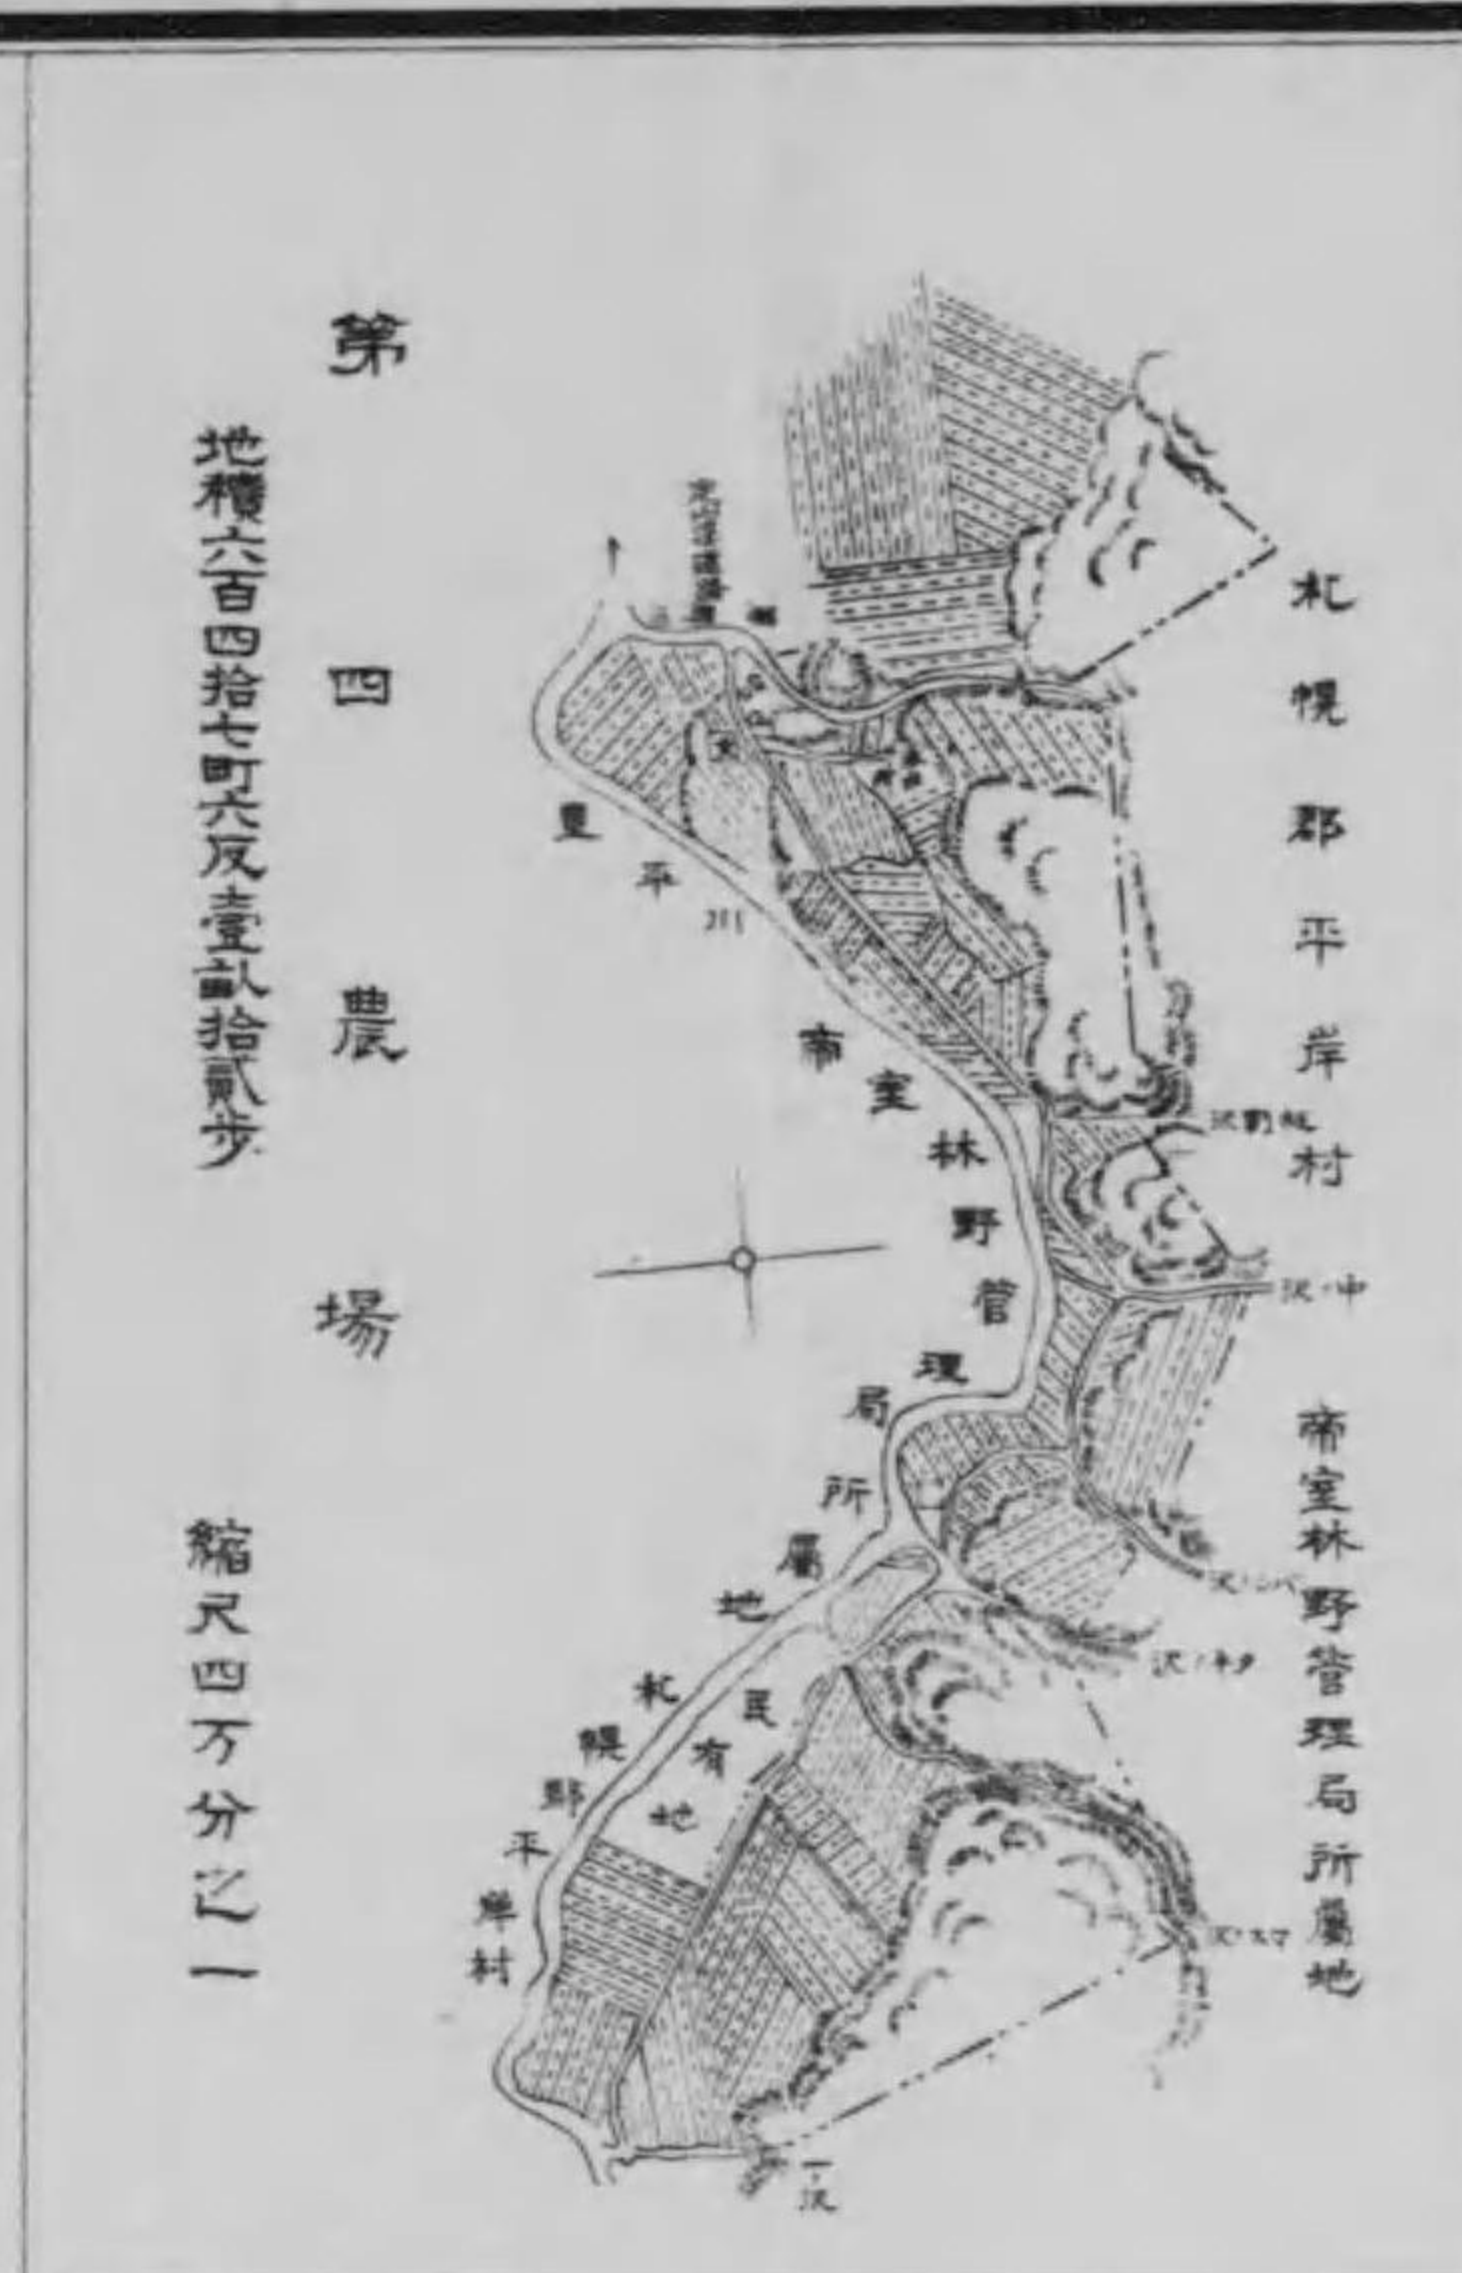 札幌郡平岸村
帝室林野管理局所屬地
第四農場
地積六百四拾七町六反壹畝拾貳歩
縮尺四万分之一
豊平川
帝室林野管理局所屬地
札幌郡平岸村
民有地
沢ノ中
一ノ沢